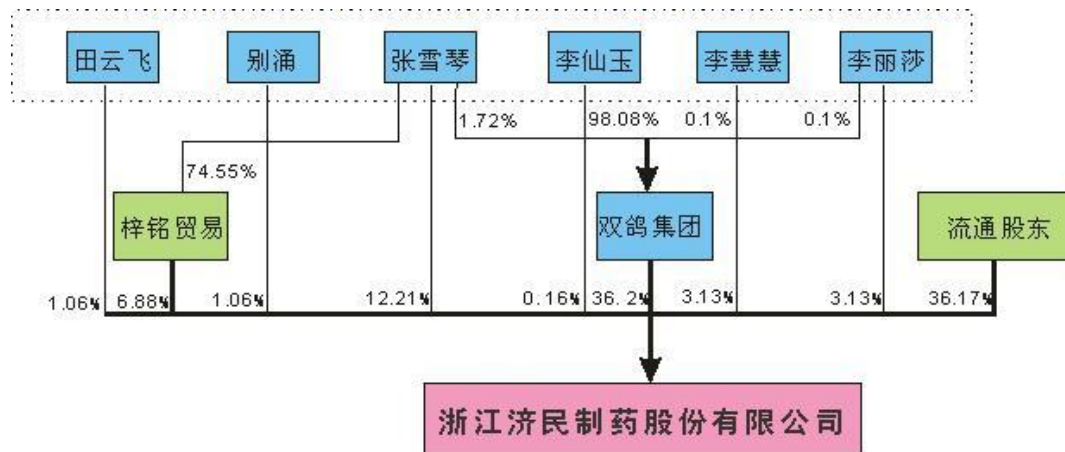 田云飞
别涌
张雪琴
李仙玉
李慧慧
李丽莎
1.72%
98.08%
0.1%
0.1%
74.55%
梓铭贸易
双鸽集团
流通股东
1.06%
6.88%
1.06%
12.21%
0.16%
36.2%
3.13%
3.13%
36.17%
浙江济民制药股份有限公司